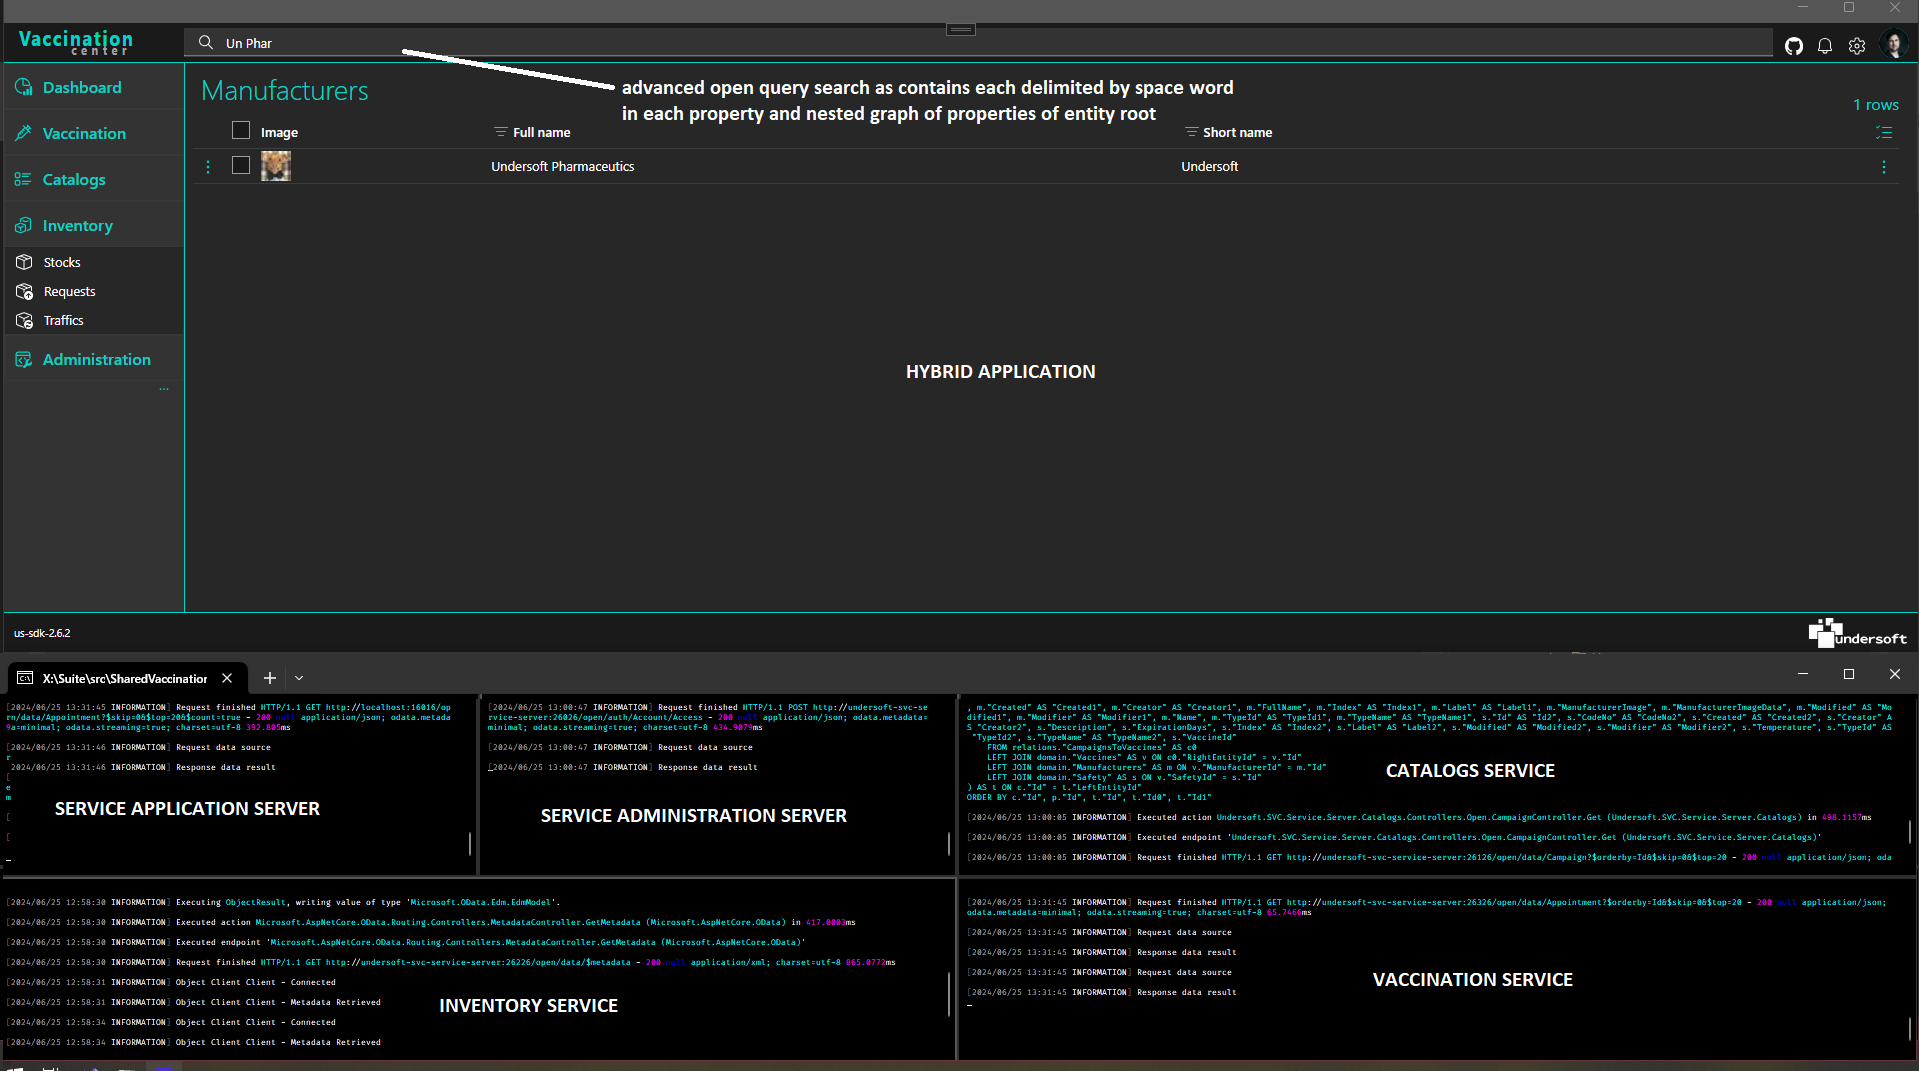 Vaccination
center
Un Phar
Dashboard
Vaccination
Catalogs
Inventory
Stocks
Requests
Traffics
Administration
...
Manufacturers
advanced open query search as contains each delimited by space word
in each property and nested graph of properties of entity root
1 rows
Image Full name Short name
Undersoft Pharmaceutics Undersoft
HYBRID APPLICATION
us-sdk-2.6.2
undersoft
X:\Suite\src\SharedVaccination
[2024/06/25 13:31:45 INFORMATION] Request finished HTTP/1.1 GET http://localhost:16016/op
rn/data/Appointment?$skip=0&$top=20&$count=true - 200 null application/json; odata.metada
9a=minimal; odata.streaming=true; charset=utf-8 392.805ms
[2024/06/25 13:31:46 INFORMATION] Request data source
r
[2024/06/25 13:31:46 INFORMATION] Response data result
[
e
m
[
[
SERVICE APPLICATION SERVER
[2024/06/25 13:00:47 INFORMATION] Request finished HTTP/1.1 POST http://undersoft-svc-se
rvice-server:26026/open/auth/Account/Access - 200 null application/json; odata.metadata=
minimal; odata.streaming=true; charset=utf-8 434.9079ms
[2024/06/25 13:00:47 INFORMATION] Request data source
[2024/06/25 13:00:47 INFORMATION] Response data result
SERVICE ADMINISTRATION SERVER
, m."Created" AS "Created1", m."Creator" AS "Creator1", m."FullName", m."Index" AS "Index1", m."Label" AS "Label1", m."ManufacturerImage", m."ManufacturerImageData", m."Modified" AS "Mo
dified1", m."Modifier" AS "Modifier1", m."Name", m."TypeId" AS "TypeId1", m."TypeName" AS "TypeName1", s."Id" AS "Id2", s."CodeNo" AS "CodeNo2", s."Created" AS "Created2", s."Creator" A
S "Creator2", s."Description", s."ExpirationDays", s."Index" AS "Index2", s."Label" AS "Label2", s."Modified" AS "Modified2", s."Modifier" AS "Modifier2", s."Temperature", s."TypeId" AS
"TypeId2", s."TypeName" AS "TypeName2", s."VaccineId"
FROM relations."CampaignsToVaccines" AS c0
LEFT JOIN domain."Vaccines" AS v ON c0."RightEntityId" = v."Id"
LEFT JOIN domain."Manufacturers" AS m ON v."ManufacturerId" = m."Id"
LEFT JOIN domain."Safety" AS s ON v."SafetyId" = s."Id"
) AS t ON c."Id" = t."LeftEntityId"
ORDER BY c."Id", p."Id", t."Id", t."Id0", t."Id1"
CATALOGS SERVICE
[2024/06/25 13:00:05 INFORMATION] Executed action Undersoft.SVC.Service.Server.Catalogs.Controllers.Open.CampaignController.Get (Undersoft.SVC.Service.Server.Catalogs) in 498.1157ms
[2024/06/25 13:00:05 INFORMATION] Executed endpoint 'Undersoft.SVC.Service.Server.Catalogs.Controllers.Open.CampaignController.Get (Undersoft.SVC.Service.Server.Catalogs)'
[2024/06/25 13:00:05 INFORMATION] Request finished HTTP/1.1 GET http://undersoft-svc-service-server:26126/open/data/Campaign?$orderby=Id&$skip=0&$top=20 - 200 null application/json; oda
[2024/06/25 12:58:30 INFORMATION] Executing ObjectResult, writing value of type 'Microsoft.OData.Edm.EdmModel'.
[2024/06/25 12:58:30 INFORMATION] Executed action Microsoft.AspNetCore.OData.Routing.Controllers.MetadataController.GetMetadata (Microsoft.AspNetCore.OData) in 417.0003ms
[2024/06/25 12:58:30 INFORMATION] Executed endpoint 'Microsoft.AspNetCore.OData.Routing.Controllers.MetadataController.GetMetadata (Microsoft.AspNetCore.OData)'
[2024/06/25 12:58:30 INFORMATION] Request finished HTTP/1.1 GET http://undersoft-svc-service-server:26226/open/data/$metadata - 200 null application/xml; charset=utf-8 865.0772ms
[2024/06/25 12:58:31 INFORMATION] Object Client Client - Connected
[2024/06/25 12:58:31 INFORMATION] Object Client Client - Metadata Retrieved
[2024/06/25 12:58:34 INFORMATION] Object Client Client - Connected
[2024/06/25 12:58:34 INFORMATION] Object Client Client - Metadata Retrieved
INVENTORY SERVICE
[2024/06/25 13:31:45 INFORMATION] Request finished HTTP/1.1 GET http://undersoft-svc-service-server:26326/open/data/Appointment?$orderby=Id&$skip=0&$top=20 - 200 null application/json;
odata.metadata=minimal; odata.streaming=true; charset=utf-8 65.7466ms
[2024/06/25 13:31:45 INFORMATION] Request data source
[2024/06/25 13:31:45 INFORMATION] Response data result
[2024/06/25 13:31:45 INFORMATION] Request data source
[2024/06/25 13:31:45 INFORMATION] Response data result
VACCINATION SERVICE